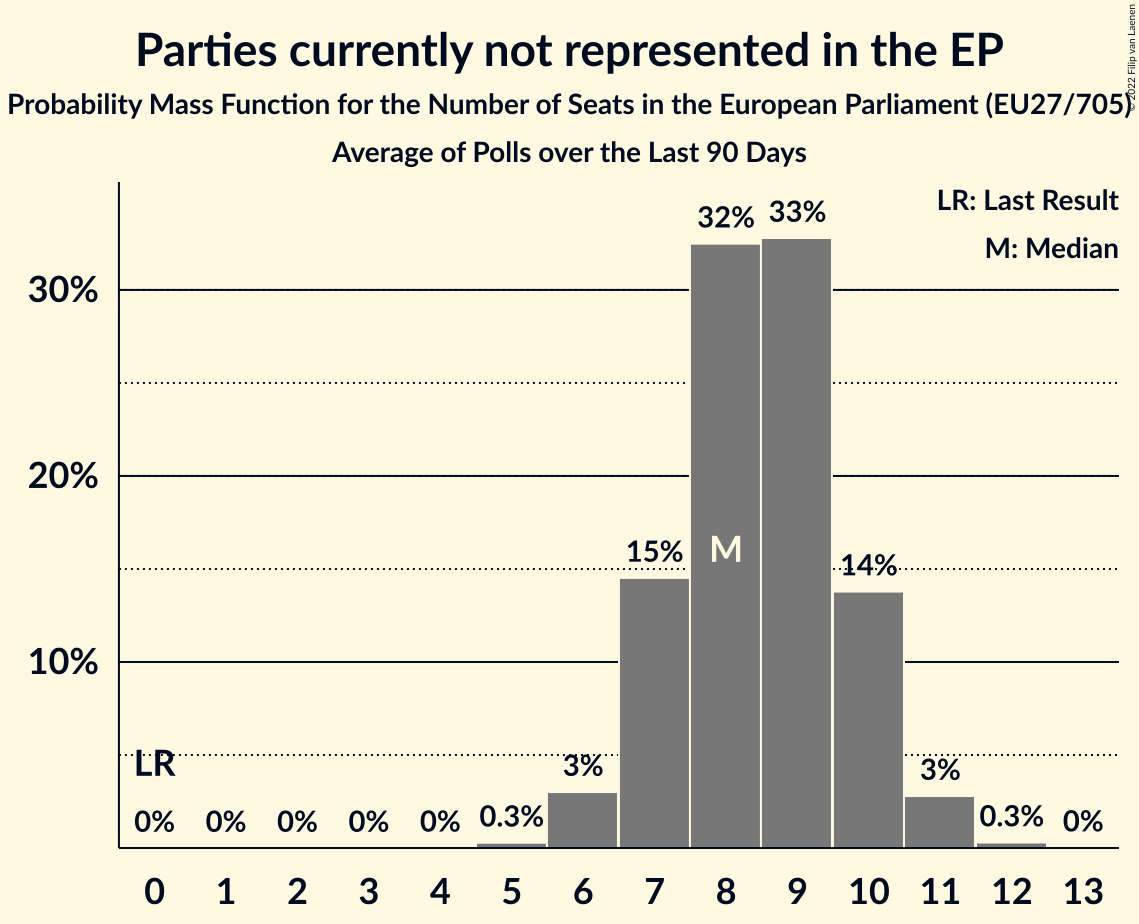 Parties currently not represented in the EP
Probability Mass Function for the Number of Seats in the European Parliament (EU27/705)
Average of Polls over the Last 90 Days
© 2022 Filip van Laenen
LR: Last Result
M: Median
30%
20%
10%
LR
M
0% 0% 0% 0% 0% 0.3% 3% 15% 32% 33% 14% 3% 0.3% 0%
0 1 2 3 4 5 6 7 8 9 10 11 12 13